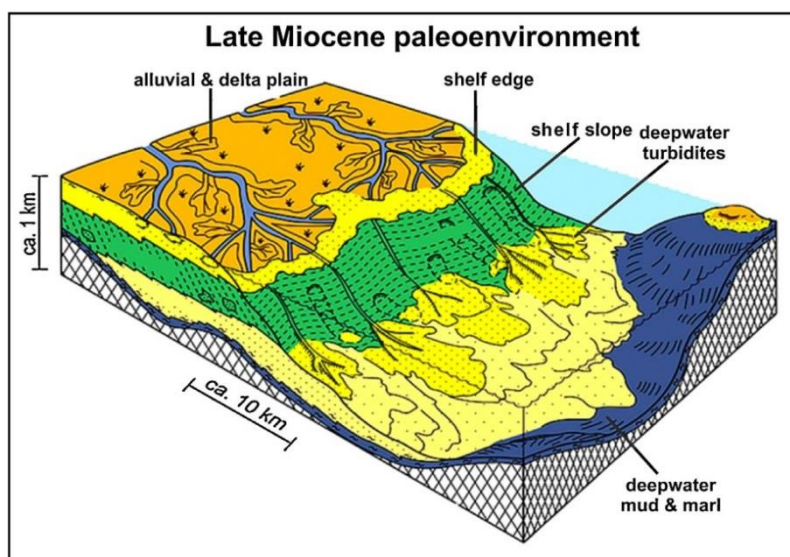 Late Miocene paleoenvironment
alluvial & delta plain
shelf edge
shelf slope
deepwater
turbidites
ca. 1 km
ca. 10 km
deepwater
mud & marl